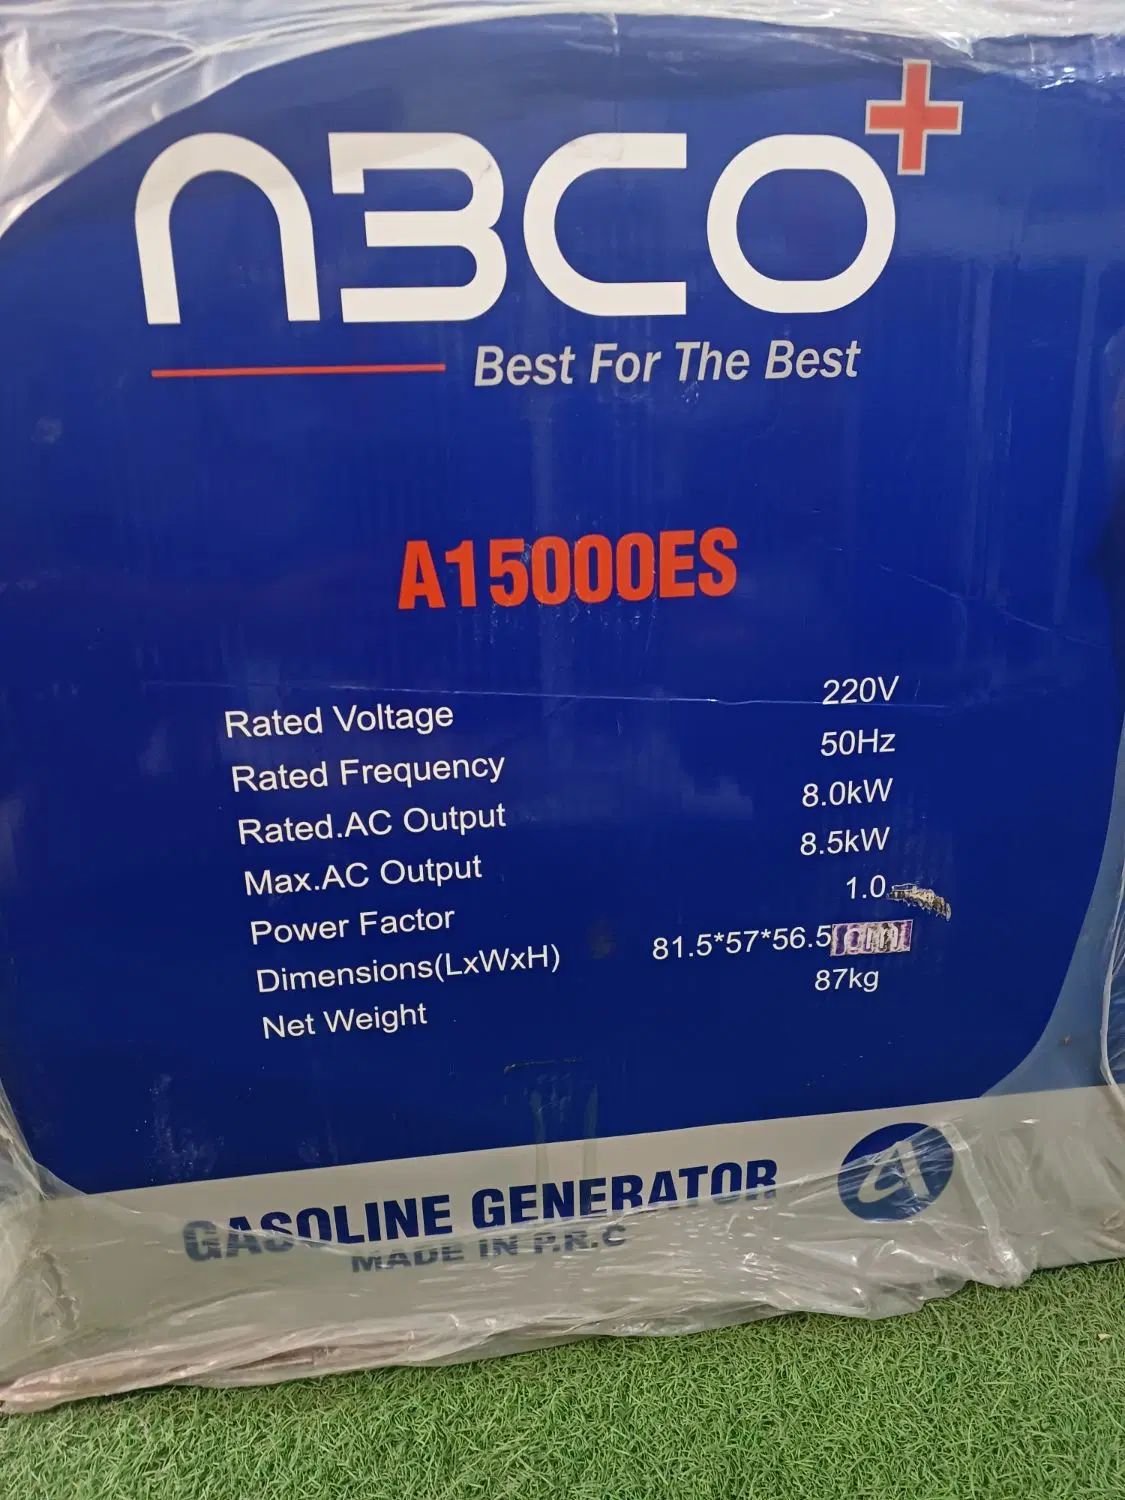 ABCO+
Best For The Best
A15000ES
Rated Voltage 220V
Rated Frequency 50Hz
Rated.AC Output 8.0kW
Max.AC Output 8.5kW
Power Factor 1.0
Dimensions(LxWxH) 81.5*57*56.5cm
Net Weight 87kg
GASOLINE GENERATOR
MADE IN P.R.C